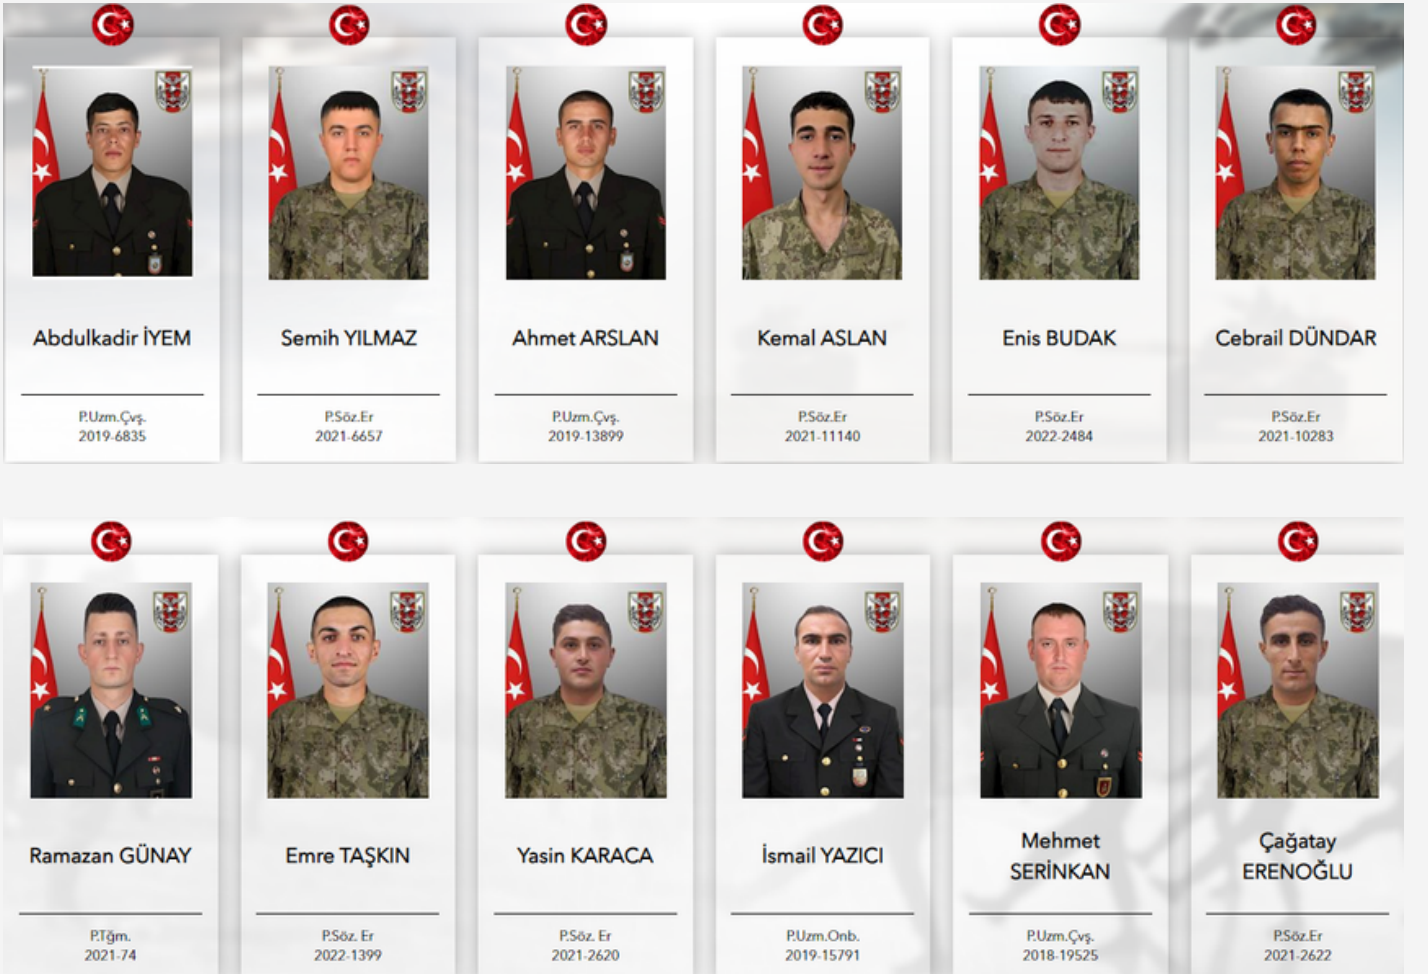 Abdulkadir İYEM
P.Uzm.Çvş.
2019-6835
Semih YILMAZ
P.Söz.Er
2021-6657
Ahmet ARSLAN
P.Uzm.Çvş.
2019-13899
Kemal ASLAN
P.Söz.Er
2021-11140
Enis BUDAK
P.Söz.Er
2022-2484
Cebrail DÜNDAR
P.Söz.Er
2021-10283
Ramazan GÜNAY
P.Tğm.
2021-74
Emre TAŞKIN
P.Söz. Er
2022-1399
Yasin KARACA
P.Söz. Er
2021-2620
İsmail YAZICI
P.Uzm.Onb.
2019-15791
Mehmet
SERİNKAN
P.Uzm.Çvş.
2018-19525
Çağatay
ERENOĞLU
P.Söz.Er
2021-2622